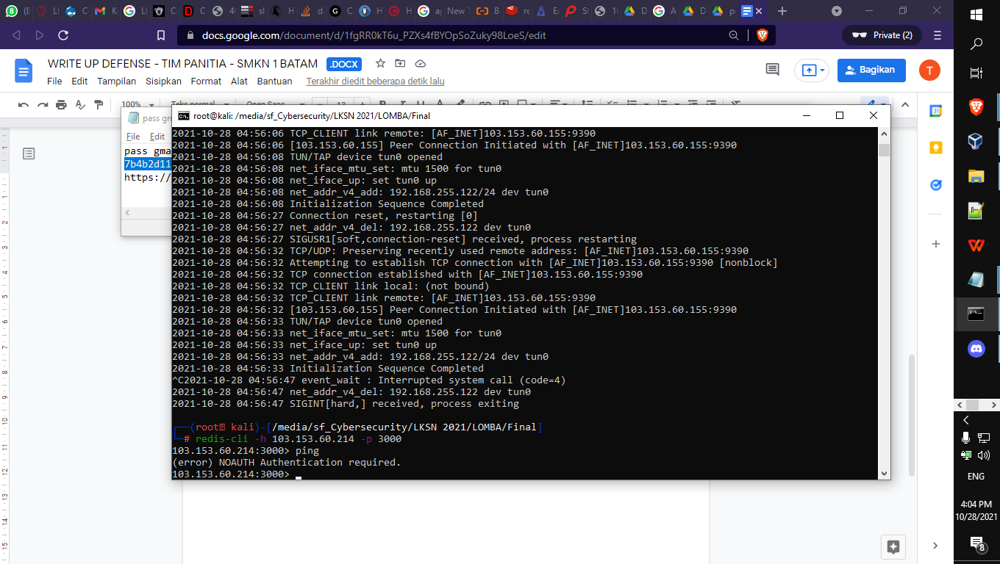 docs.google.com/document/d/1fgRR0kT6u_PZXs4fBYOpSoZuky98LoeS/edit
Private (2)
WRITE UP DEFENSE - TIM PANITIA - SMKN 1 BATAM
.DOCX
File Edit Tampilan Sisipkan Format Alat Bantuan Terakhir diedit beberapa detik lalu
Bagikan
T
100%
Teks normal
Open Sans
pass gm
File Edit
pass gma
7b4b2d11
https://
root@kali: /media/sf_Cybersecurity/LKSN 2021/LOMBA/Final
2021-10-28 04:56:06 TCP_CLIENT link remote: [AF_INET]103.153.60.155:9390
2021-10-28 04:56:06 [103.153.60.155] Peer Connection Initiated with [AF_INET]103.153.60.155:9390
2021-10-28 04:56:08 TUN/TAP device tun0 opened
2021-10-28 04:56:08 net_iface_mtu_set: mtu 1500 for tun0
2021-10-28 04:56:08 net_iface_up: set tun0 up
2021-10-28 04:56:08 net_addr_v4_add: 192.168.255.122/24 dev tun0
2021-10-28 04:56:08 Initialization Sequence Completed
2021-10-28 04:56:27 Connection reset, restarting [0]
2021-10-28 04:56:27 net_addr_v4_del: 192.168.255.122 dev tun0
2021-10-28 04:56:27 SIGUSR1[soft,connection-reset] received, process restarting
2021-10-28 04:56:32 TCP/UDP: Preserving recently used remote address: [AF_INET]103.153.60.155:9390
2021-10-28 04:56:32 Attempting to establish TCP connection with [AF_INET]103.153.60.155:9390 [nonblock]
2021-10-28 04:56:32 TCP connection established with [AF_INET]103.153.60.155:9390
2021-10-28 04:56:32 TCP_CLIENT link local: (not bound)
2021-10-28 04:56:32 TCP_CLIENT link remote: [AF_INET]103.153.60.155:9390
2021-10-28 04:56:32 [103.153.60.155] Peer Connection Initiated with [AF_INET]103.153.60.155:9390
2021-10-28 04:56:33 TUN/TAP device tun0 opened
2021-10-28 04:56:33 net_iface_mtu_set: mtu 1500 for tun0
2021-10-28 04:56:33 net_iface_up: set tun0 up
2021-10-28 04:56:33 net_addr_v4_add: 192.168.255.122/24 dev tun0
2021-10-28 04:56:33 Initialization Sequence Completed
^C2021-10-28 04:56:47 event_wait : Interrupted system call (code=4)
2021-10-28 04:56:47 net_addr_v4_del: 192.168.255.122 dev tun0
2021-10-28 04:56:47 SIGINT[hard,] received, process exiting
(root kali)-[/media/sf_Cybersecurity/LKSN 2021/LOMBA/Final]
# redis-cli -h 103.153.60.214 -p 3000
103.153.60.214:3000> ping
(error) NOAUTH Authentication required.
103.153.60.214:3000>
ENG
4:04 PM
10/28/2021
8